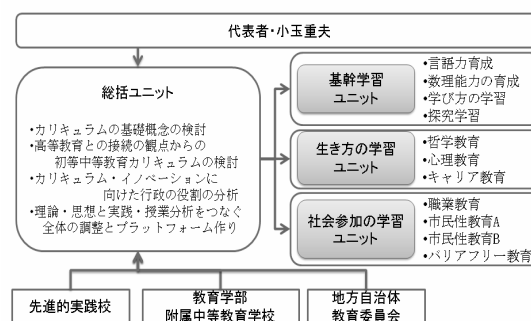 代表者・小玉重夫
総括ユニット
・カリキュラムの基礎概念の検討
・高等教育との接続の観点からの
初等中等教育カリキュラムの検討
・カリキュラム・イノベーションに
向けた行政の役割の分析
・理論・思想と実践・授業分析をつなぐ
全体の調整とプラットフォーム作り
基幹学習
ユニット
・言語力育成
・数理能力の育成
・学び方の学習
・探究学習
生き方の学習
ユニット
・哲学教育
・心理教育
・キャリア教育
社会参加の学習
ユニット
・職業教育
・市民性教育A
・市民性教育B
・バリアフリー教育
先進的実践校
教育学部
附属中等教育学校
地方自治体
教育委員会